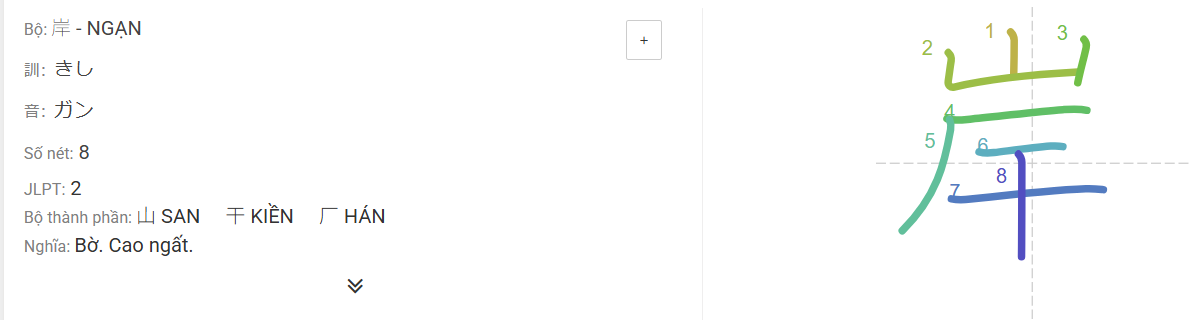 Bộ: 岸 - NGẠN
+
訓: きし
音: ガン
Số nét: 8
JLPT: 2
Bộ thành phần: 山 SAN 干 KIỀN 厂 HÁN
Nghĩa: Bờ. Cao ngất.
岸
1
2
3
4
5
6
7
8